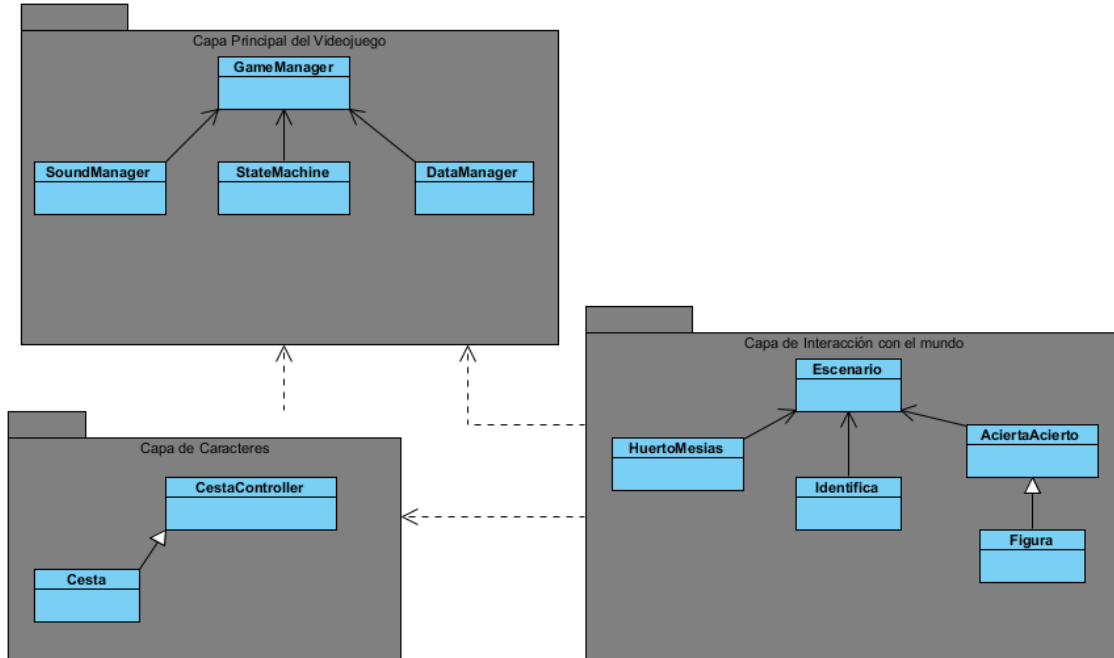 Capa Principal del Videojuego
GameManager
SoundManager
StateMachine
DataManager
Capa de Interacción con el mundo
Escenario
HuertoMesias
Identifica
AciertaAcierto
Figura
Capa de Caracteres
CestaController
Cesta